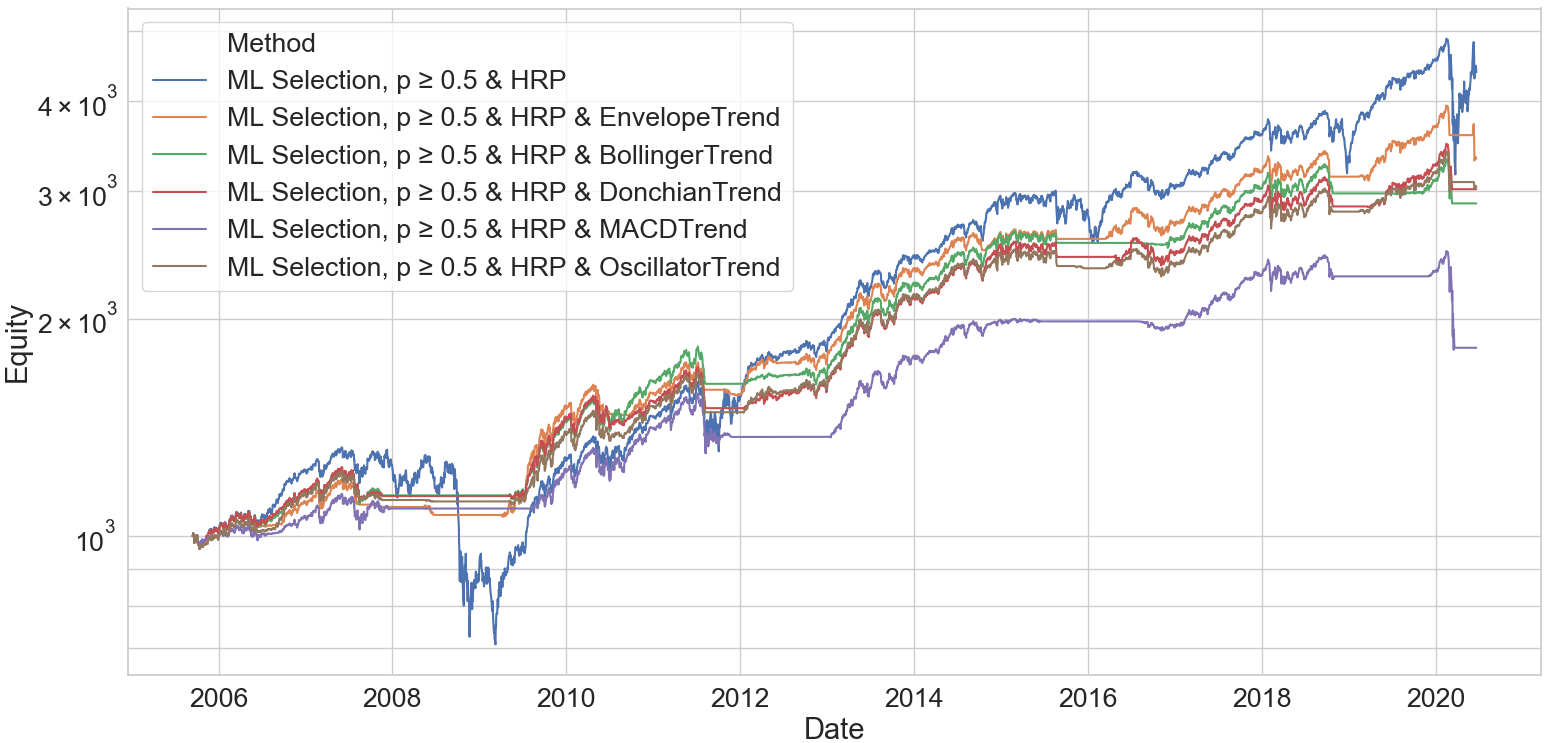 Method
ML Selection, p ≥ 0.5 & HRP
ML Selection, p ≥ 0.5 & HRP & EnvelopeTrend
ML Selection, p ≥ 0.5 & HRP & BollingerTrend
ML Selection, p ≥ 0.5 & HRP & DonchianTrend
ML Selection, p ≥ 0.5 & HRP & MACDTrend
ML Selection, p ≥ 0.5 & HRP & OscillatorTrend
Equity
4 × 10³
3 × 10³
2 × 10³
10³
2006 2008 2010 2012 2014 2016 2018 2020
Date